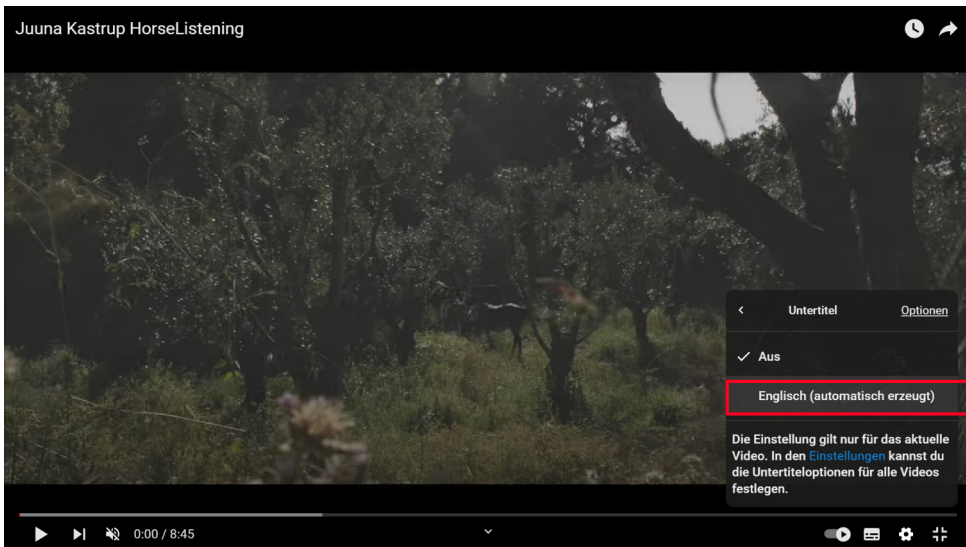 Juuna Kastrup HorseListening
Untertitel Optionen
Aus
Englisch (automatisch erzeugt)
Die Einstellung gilt nur für das aktuelle
Video. In den Einstellungen kannst du
die Untertiteloptionen für alle Videos
festlegen.
0:00 / 8:45